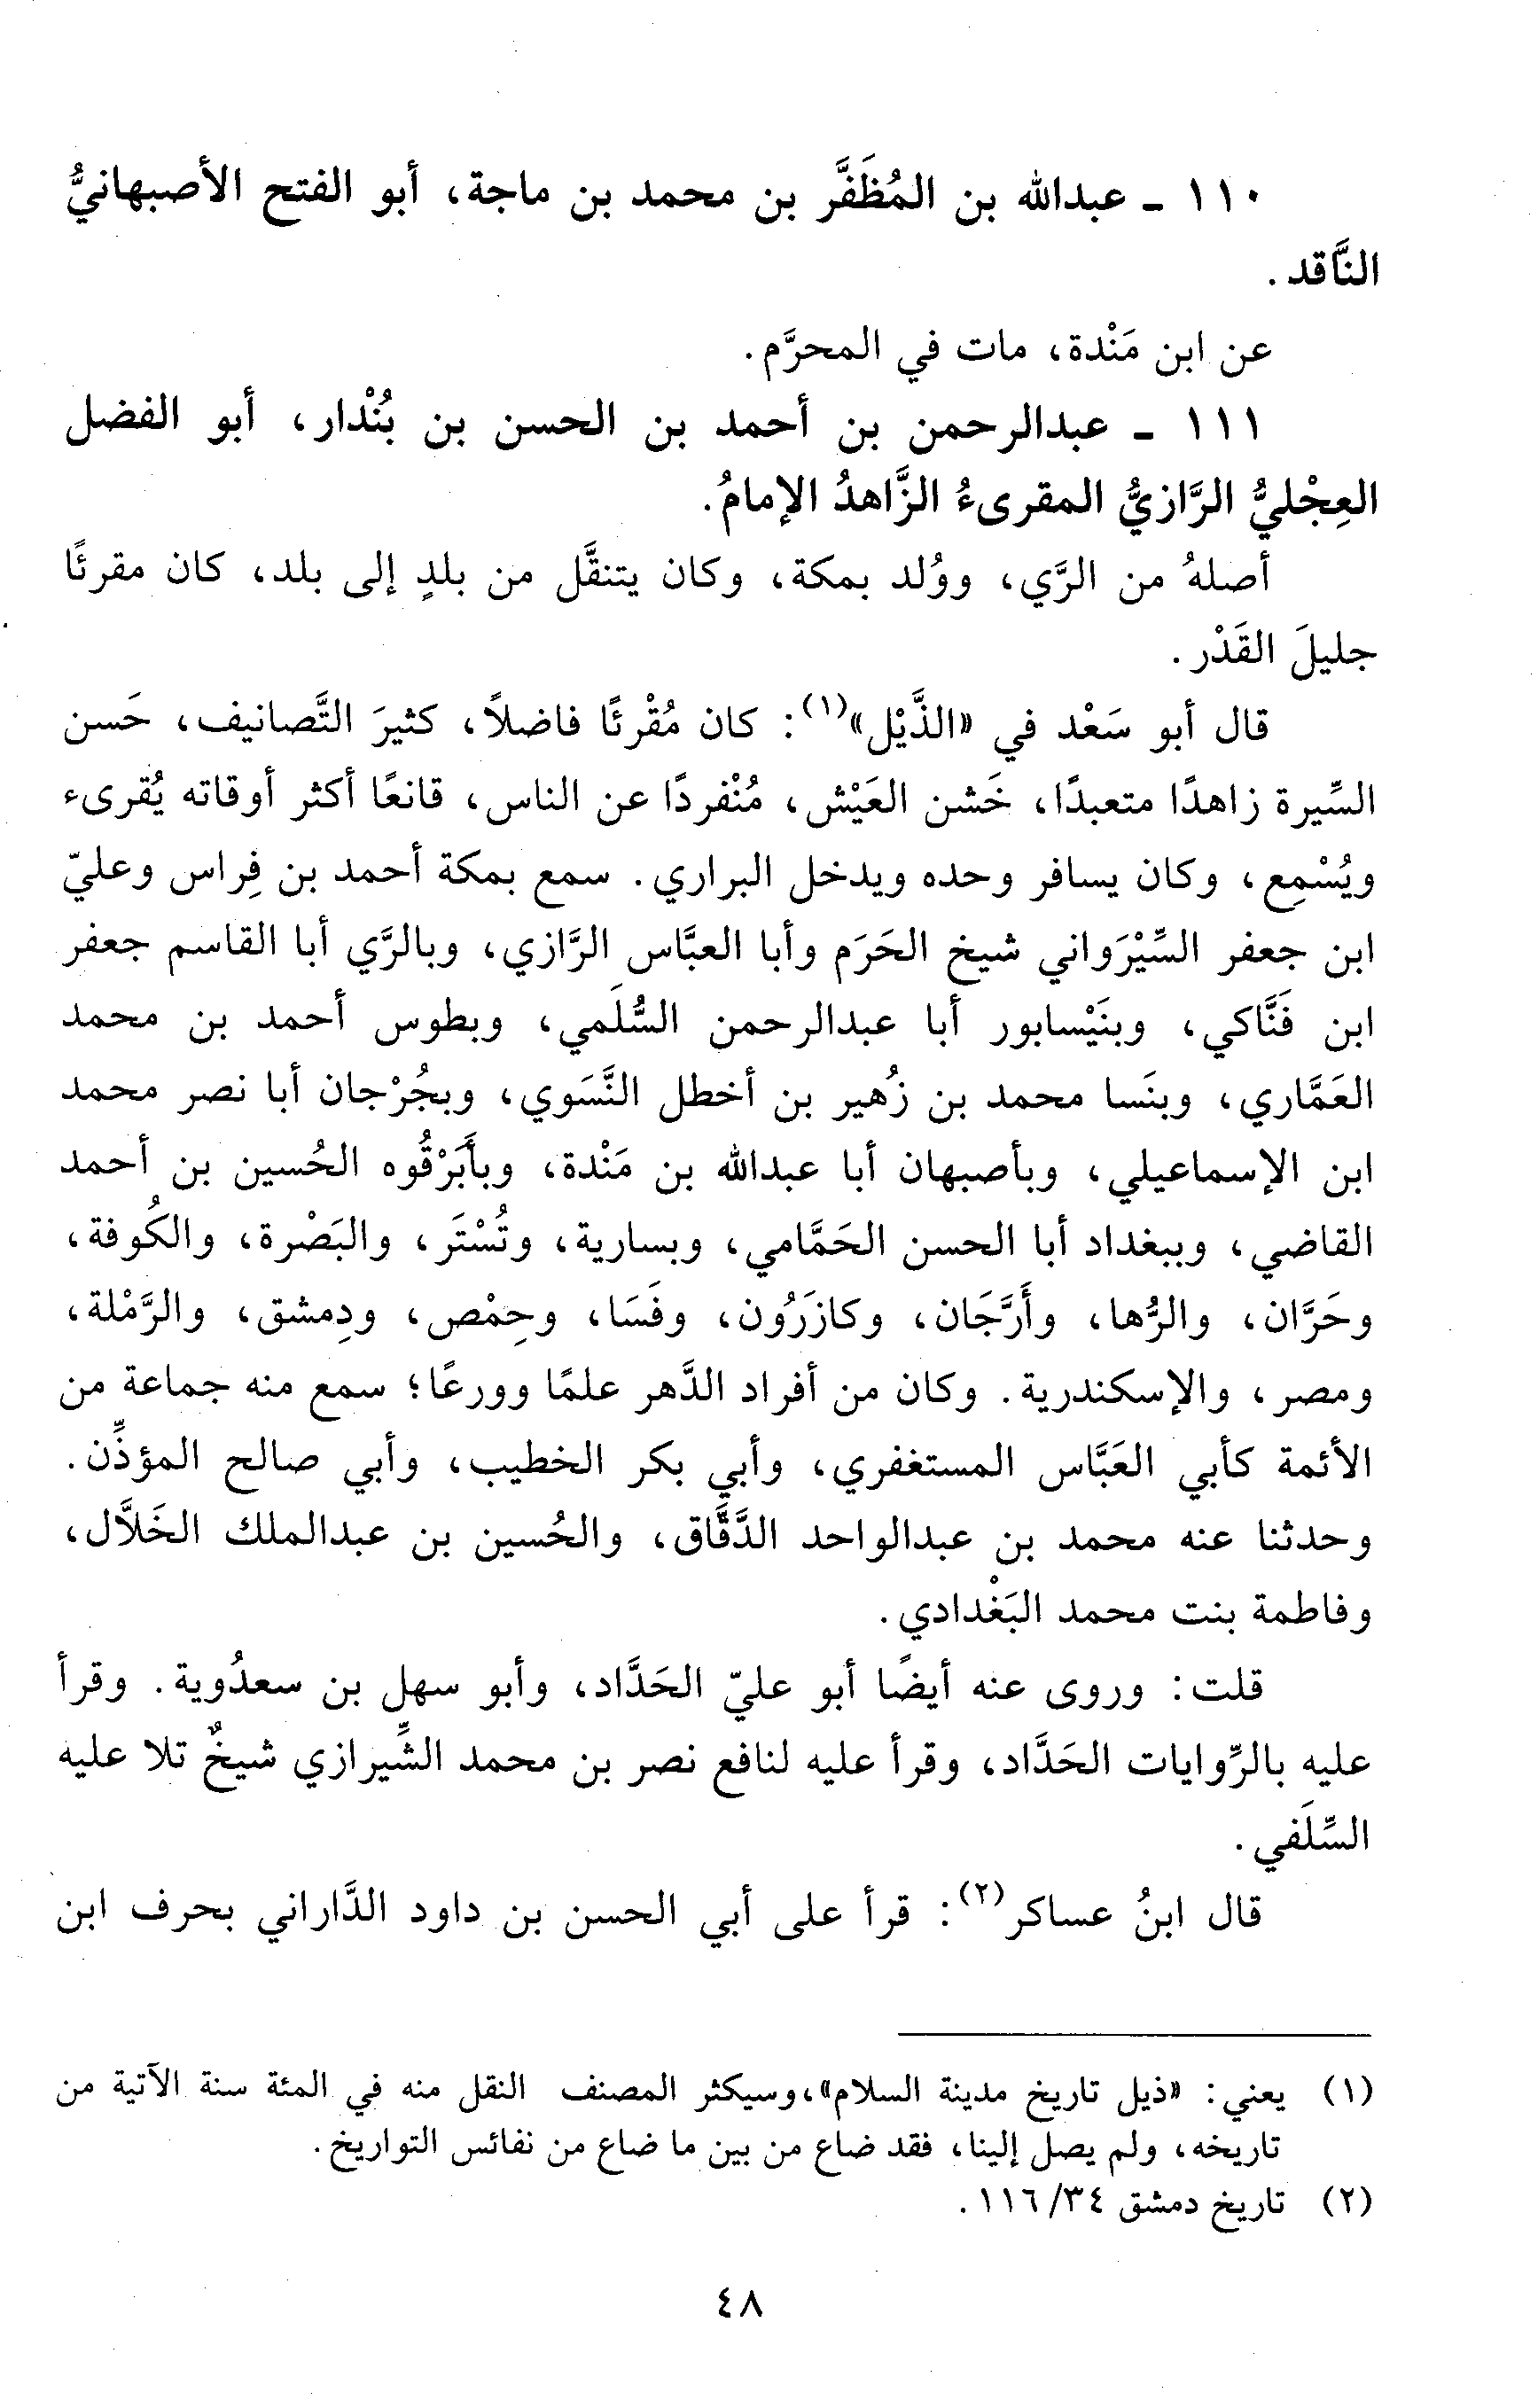 ١١٠ ـ عبدالله بن المُظَفَّر بن محمد بن ماجة، أبو الفتح الأصبهانيُّ
النَّاقد.
عن ابن مَنْدة، مات في المحرَّم.
١١١ ـ عبدالرحمن بن أحمد بن الحسن بن بُنْدار، أبو الفضل
العِجْليُّ الرَّازيُّ المقرىءُ الزَّاهدُ الإمامُ.
أصلهُ من الرَّي، ووُلد بمكة، وكان يتنقَّل من بلدٍ إلى بلد، كان مقرئًا
جليلَ القَدْر.
قال أبو سَعْد في «الذَّيْل»(١): كان مُقْرئًا فاضلاً، كثيرَ التَّصانيف، حَسن
السِّيرة زاهدًا متعبدًا، خَشن العَيْش، مُنْفردًا عن الناس، قانعًا أكثر أوقاته يُقرىء
ويُسْمِع، وكان يسافر وحده ويدخل البراري. سمع بمكة أحمد بن فِراس وعليّ
ابن جعفر السِّيْرَواني شيخ الحَرَم وأبا العبَّاس الرَّازي، وبالرَّي أبا القاسم جعفر
ابن فَنَّاكي، وبنَيْسابور أبا عبدالرحمن السُّلَمي، وبطوس أحمد بن محمد
العَمَّاري، وبنَسا محمد بن زُهير بن أخطل النَّسَوي، وبجُرْجان أبا نصر محمد
ابن الإسماعيلي، وبأصبهان أبا عبدالله بن مَنْدة، وبأَبَرْقُوه الحُسين بن أحمد
القاضي، وببغداد أبا الحسن الحَمَّامي، وبسارية، وتُسْتَر، والبَصْرة، والكُوفة،
وحَرَّان، والرُّها، وأَرَّجَان، وكازَرُون، وفَسَا، وحِمْص، ودِمشق، والرَّمْلة،
ومصر، والإسكندرية. وكان من أفراد الدَّهر علمًا وورعًا؛ سمع منه جماعة من
الأئمة كأبي العَبَّاس المستغفري، وأبي بكر الخطيب، وأبي صالح المؤذِّن.
وحدثنا عنه محمد بن عبدالواحد الدَّقَّاق، والحُسين بن عبدالملك الخَلَّال،
وفاطمة بنت محمد البَغْدادي.
قلت: وروى عنه أيضًا أبو عليّ الحَدَّاد، وأبو سهل بن سعدُوية. وقرأ
عليه بالرِّوايات الحَدَّاد، وقرأ عليه لنافع نصر بن محمد الشِّيرازي شيخٌ تلا عليه
السِّلَفي.
قال ابنُ عساكر(٢): قرأ على أبي الحسن بن داود الدَّاراني بحرف ابن
(١) يعني: «ذيل تاريخ مدينة السلام»، وسيكثر المصنف النقل منه في المئة سنة الآتية من
تاريخه، ولم يصل إلينا، فقد ضاع من بين ما ضاع من نفائس التواريخ.
(٢) تاريخ دمشق ٣٤/ ١١٦.
٤٨